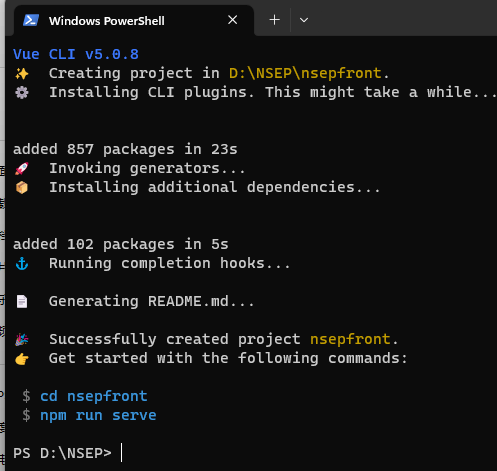 Windows PowerShell
Vue CLI v5.0.8
✨ Creating project in D:\NSEP\nsepfront.
⚙️ Installing CLI plugins. This might take a while...
added 857 packages in 23s
🚀 Invoking generators...
📦 Installing additional dependencies...
added 102 packages in 5s
⚓ Running completion hooks...
📄 Generating README.md...
🎉 Successfully created project nsepfront.
👉 Get started with the following commands:
$ cd nsepfront
$ npm run serve
PS D:\NSEP>